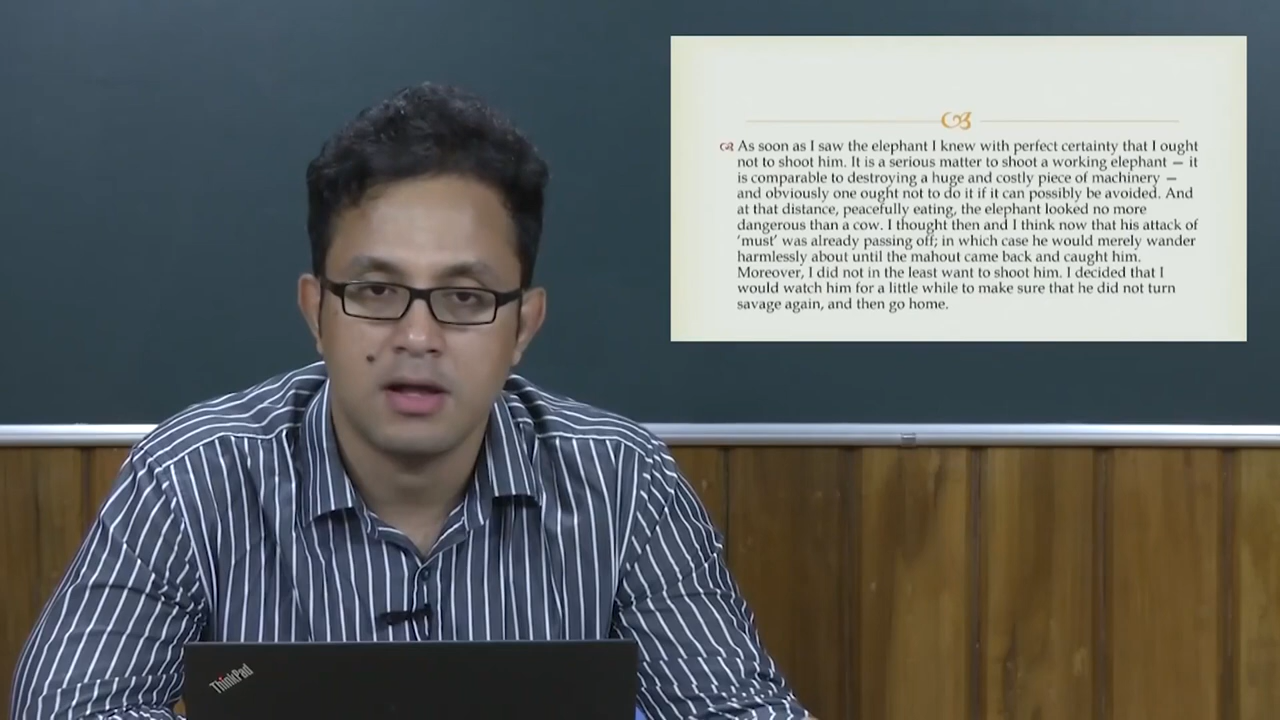 As soon as I saw the elephant I knew with perfect certainty that I ought
not to shoot him. It is a serious matter to shoot a working elephant — it
is comparable to destroying a huge and costly piece of machinery —
and obviously one ought not to do it if it can possibly be avoided. And
at that distance, peacefully eating, the elephant looked no more
dangerous than a cow. I thought then and I think now that his attack of
‘must’ was already passing off; in which case he would merely wander
harmlessly about until the mahout came back and caught him.
Moreover, I did not in the least want to shoot him. I decided that I
would watch him for a little while to make sure that he did not turn
savage again, and then go home.
ThinkPad